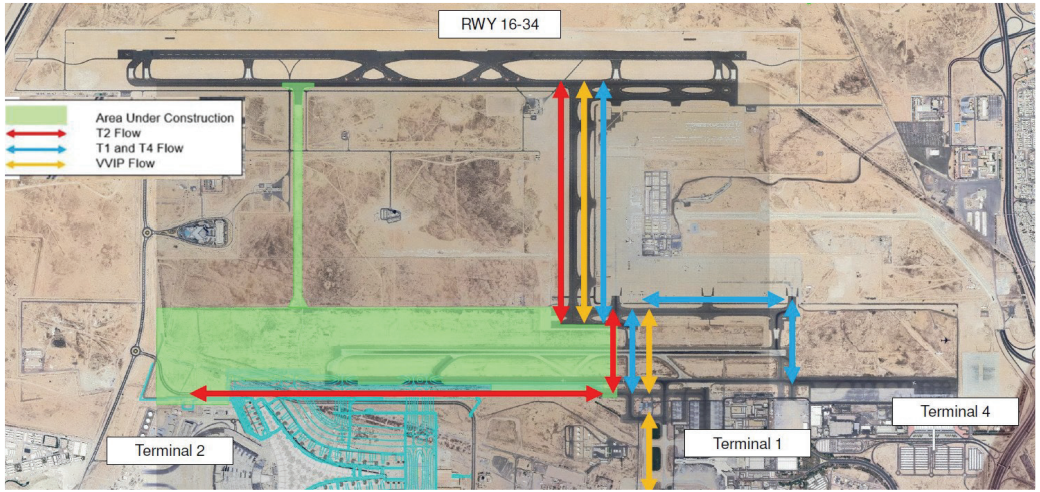 RWY 16-34
Area Under Construction
T2 Flow
T1 and T4 Flow
VVIP Flow
Terminal 4
Terminal 2
Terminal 1